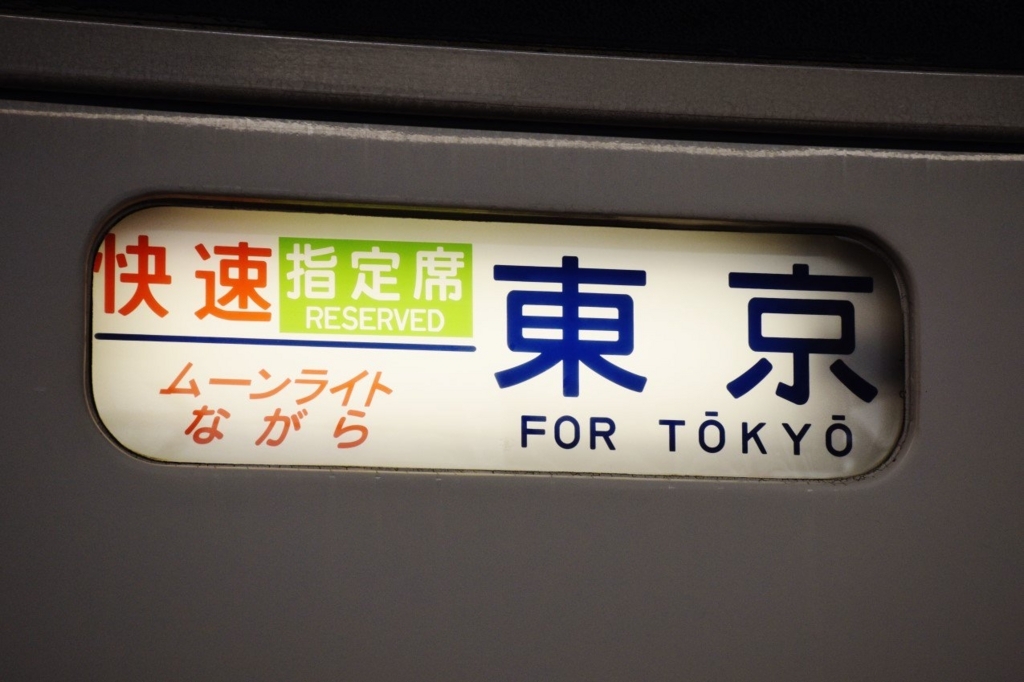 快速 指定席
RESERVED
ムーンライト
ながら
東京
FOR TŌKYŌ